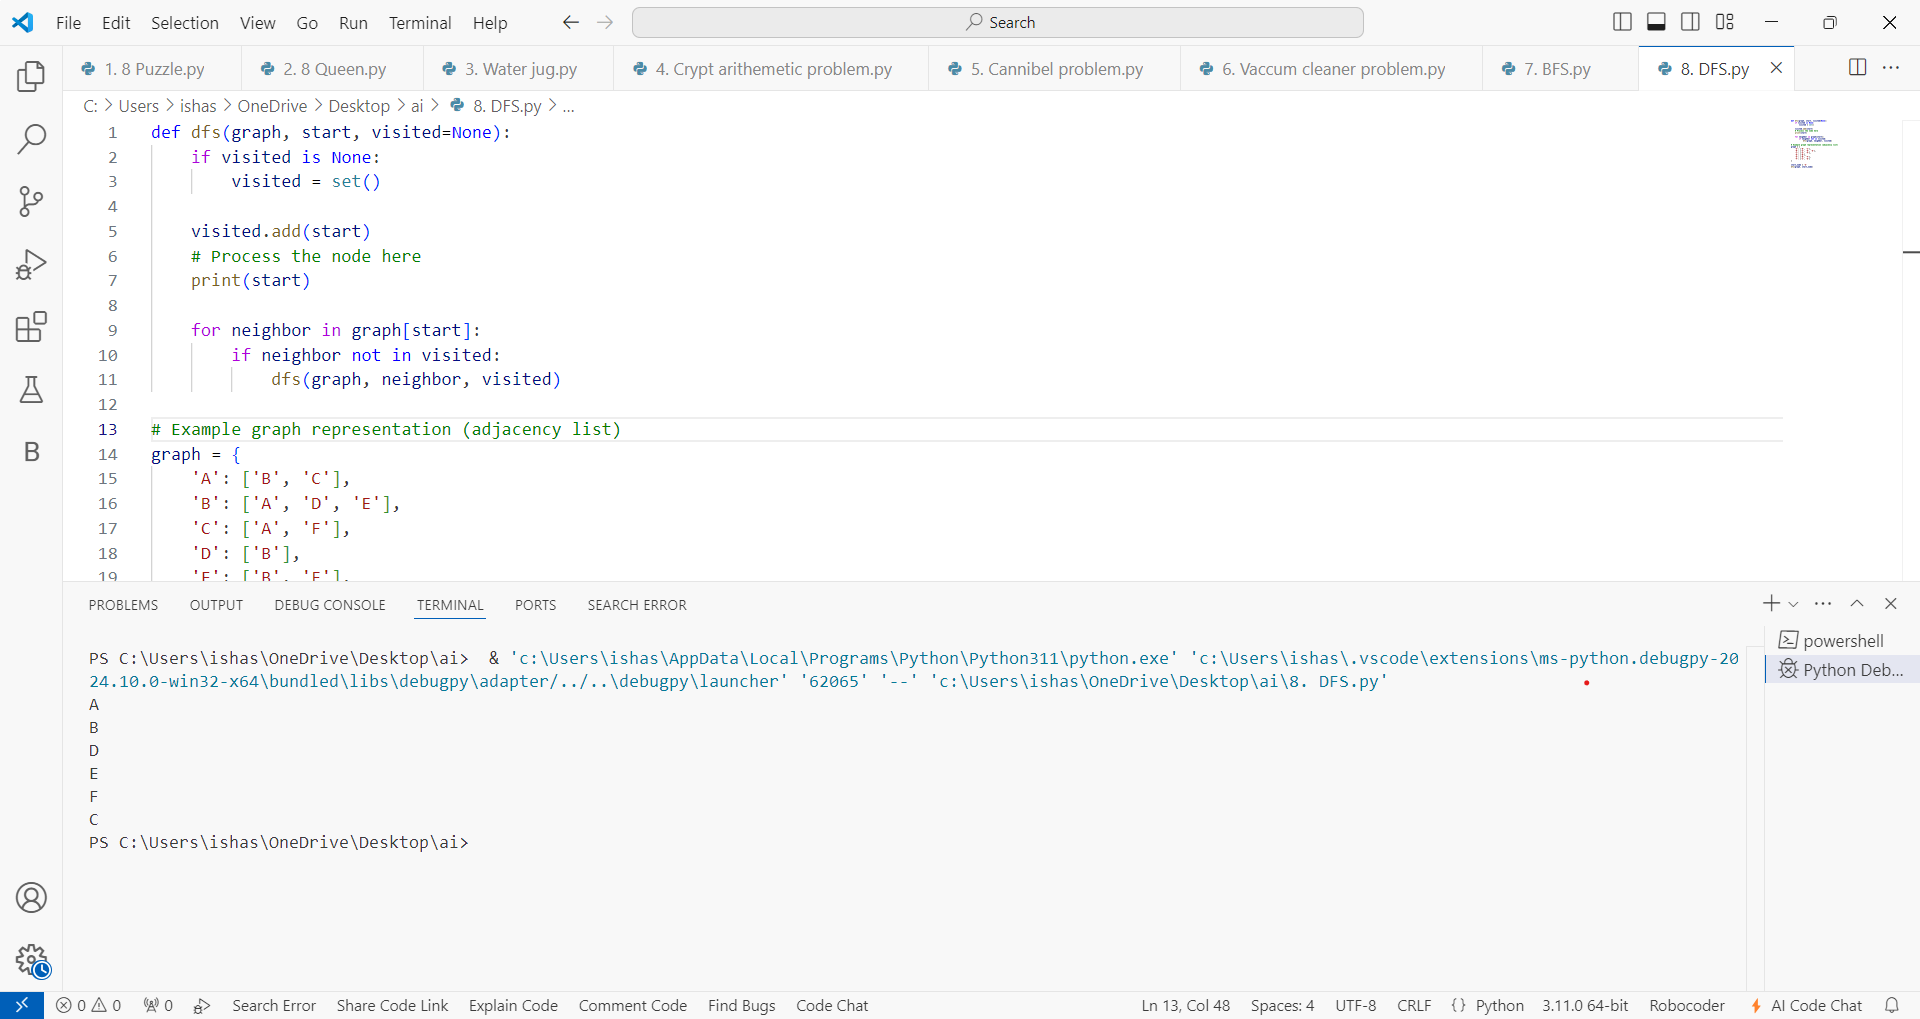 File Edit Selection View Go Run Terminal Help
Search
1. 8 Puzzle.py 2. 8 Queen.py 3. Water jug.py 4. Crypt arithemetic problem.py 5. Cannibel problem.py 6. Vaccum cleaner problem.py 7. BFS.py 8. DFS.py
C: > Users > ishas > OneDrive > Desktop > ai > 8. DFS.py > ...
1 def dfs(graph, start, visited=None):
2 if visited is None:
3 visited = set()
4
5 visited.add(start)
6 # Process the node here
7 print(start)
8
9 for neighbor in graph[start]:
10 if neighbor not in visited:
11 dfs(graph, neighbor, visited)
12
13 # Example graph representation (adjacency list)
14 graph = {
15 'A': ['B', 'C'],
16 'B': ['A', 'D', 'E'],
17 'C': ['A', 'F'],
18 'D': ['B'],
19 'E': ['B', 'F'],
B
PROBLEMS OUTPUT DEBUG CONSOLE TERMINAL PORTS SEARCH ERROR
powershell
Python Deb...
PS C:\Users\ishas\OneDrive\Desktop\ai> & 'c:\Users\ishas\AppData\Local\Programs\Python\Python311\python.exe' 'c:\Users\ishas\.vscode\extensions\ms-python.debugpy-20
24.10.0-win32-x64\bundled\libs\debugpy\adapter/../..\debugpy\launcher' '62065' '--' 'c:\Users\ishas\OneDrive\Desktop\ai\8. DFS.py'
A
B
D
E
F
C
PS C:\Users\ishas\OneDrive\Desktop\ai>
0 0 0 Search Error Share Code Link Explain Code Comment Code Find Bugs Code Chat Ln 13, Col 48 Spaces: 4 UTF-8 CRLF {} Python 3.11.0 64-bit Robocoder AI Code Chat